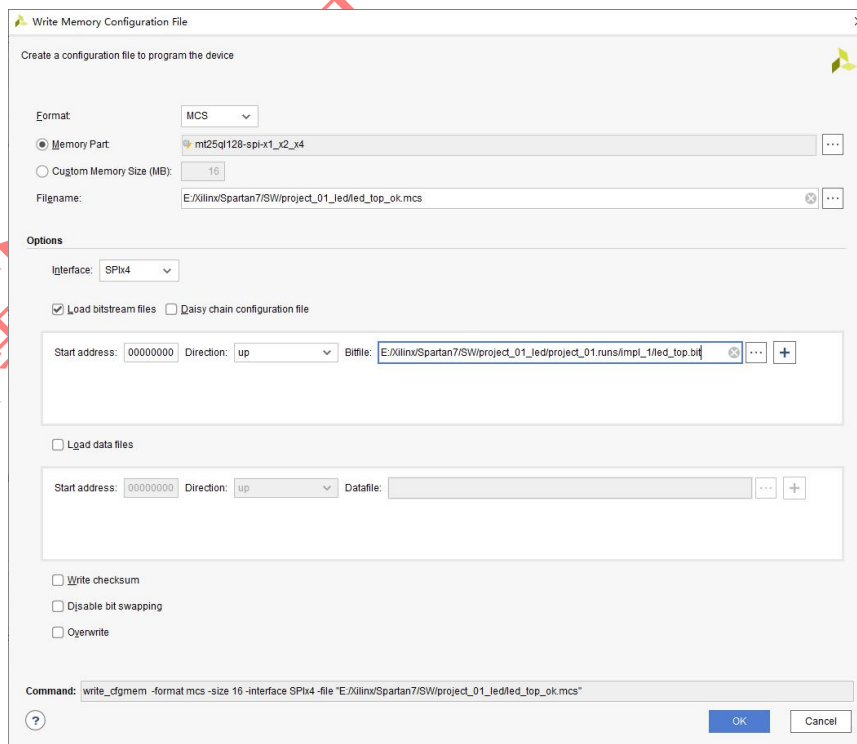 Write Memory Configuration File
Create a configuration file to program the device
Format: MCS
Memory Part: mt25ql128-spi-x1_x2_x4 ...
Custom Memory Size (MB): 16
Filename: E:/Xilinx/Spartan7/SW/project_01_led/led_top_ok.mcs ...
Options
Interface: SPIx4
Load bitstream files Daisy chain configuration file
Start address: 00000000 Direction: up Bitfile: E:/Xilinx/Spartan7/SW/project_01_led/project_01.runs/impl_1/led_top.bit ... +
Load data files
Start address: 00000000 Direction: up Datafile: ... +
Write checksum
Disable bit swapping
Overwrite
Command: write_cfgmem -format mcs -size 16 -interface SPIx4 -file "E:/Xilinx/Spartan7/SW/project_01_led/led_top_ok.mcs"
? OK Cancel